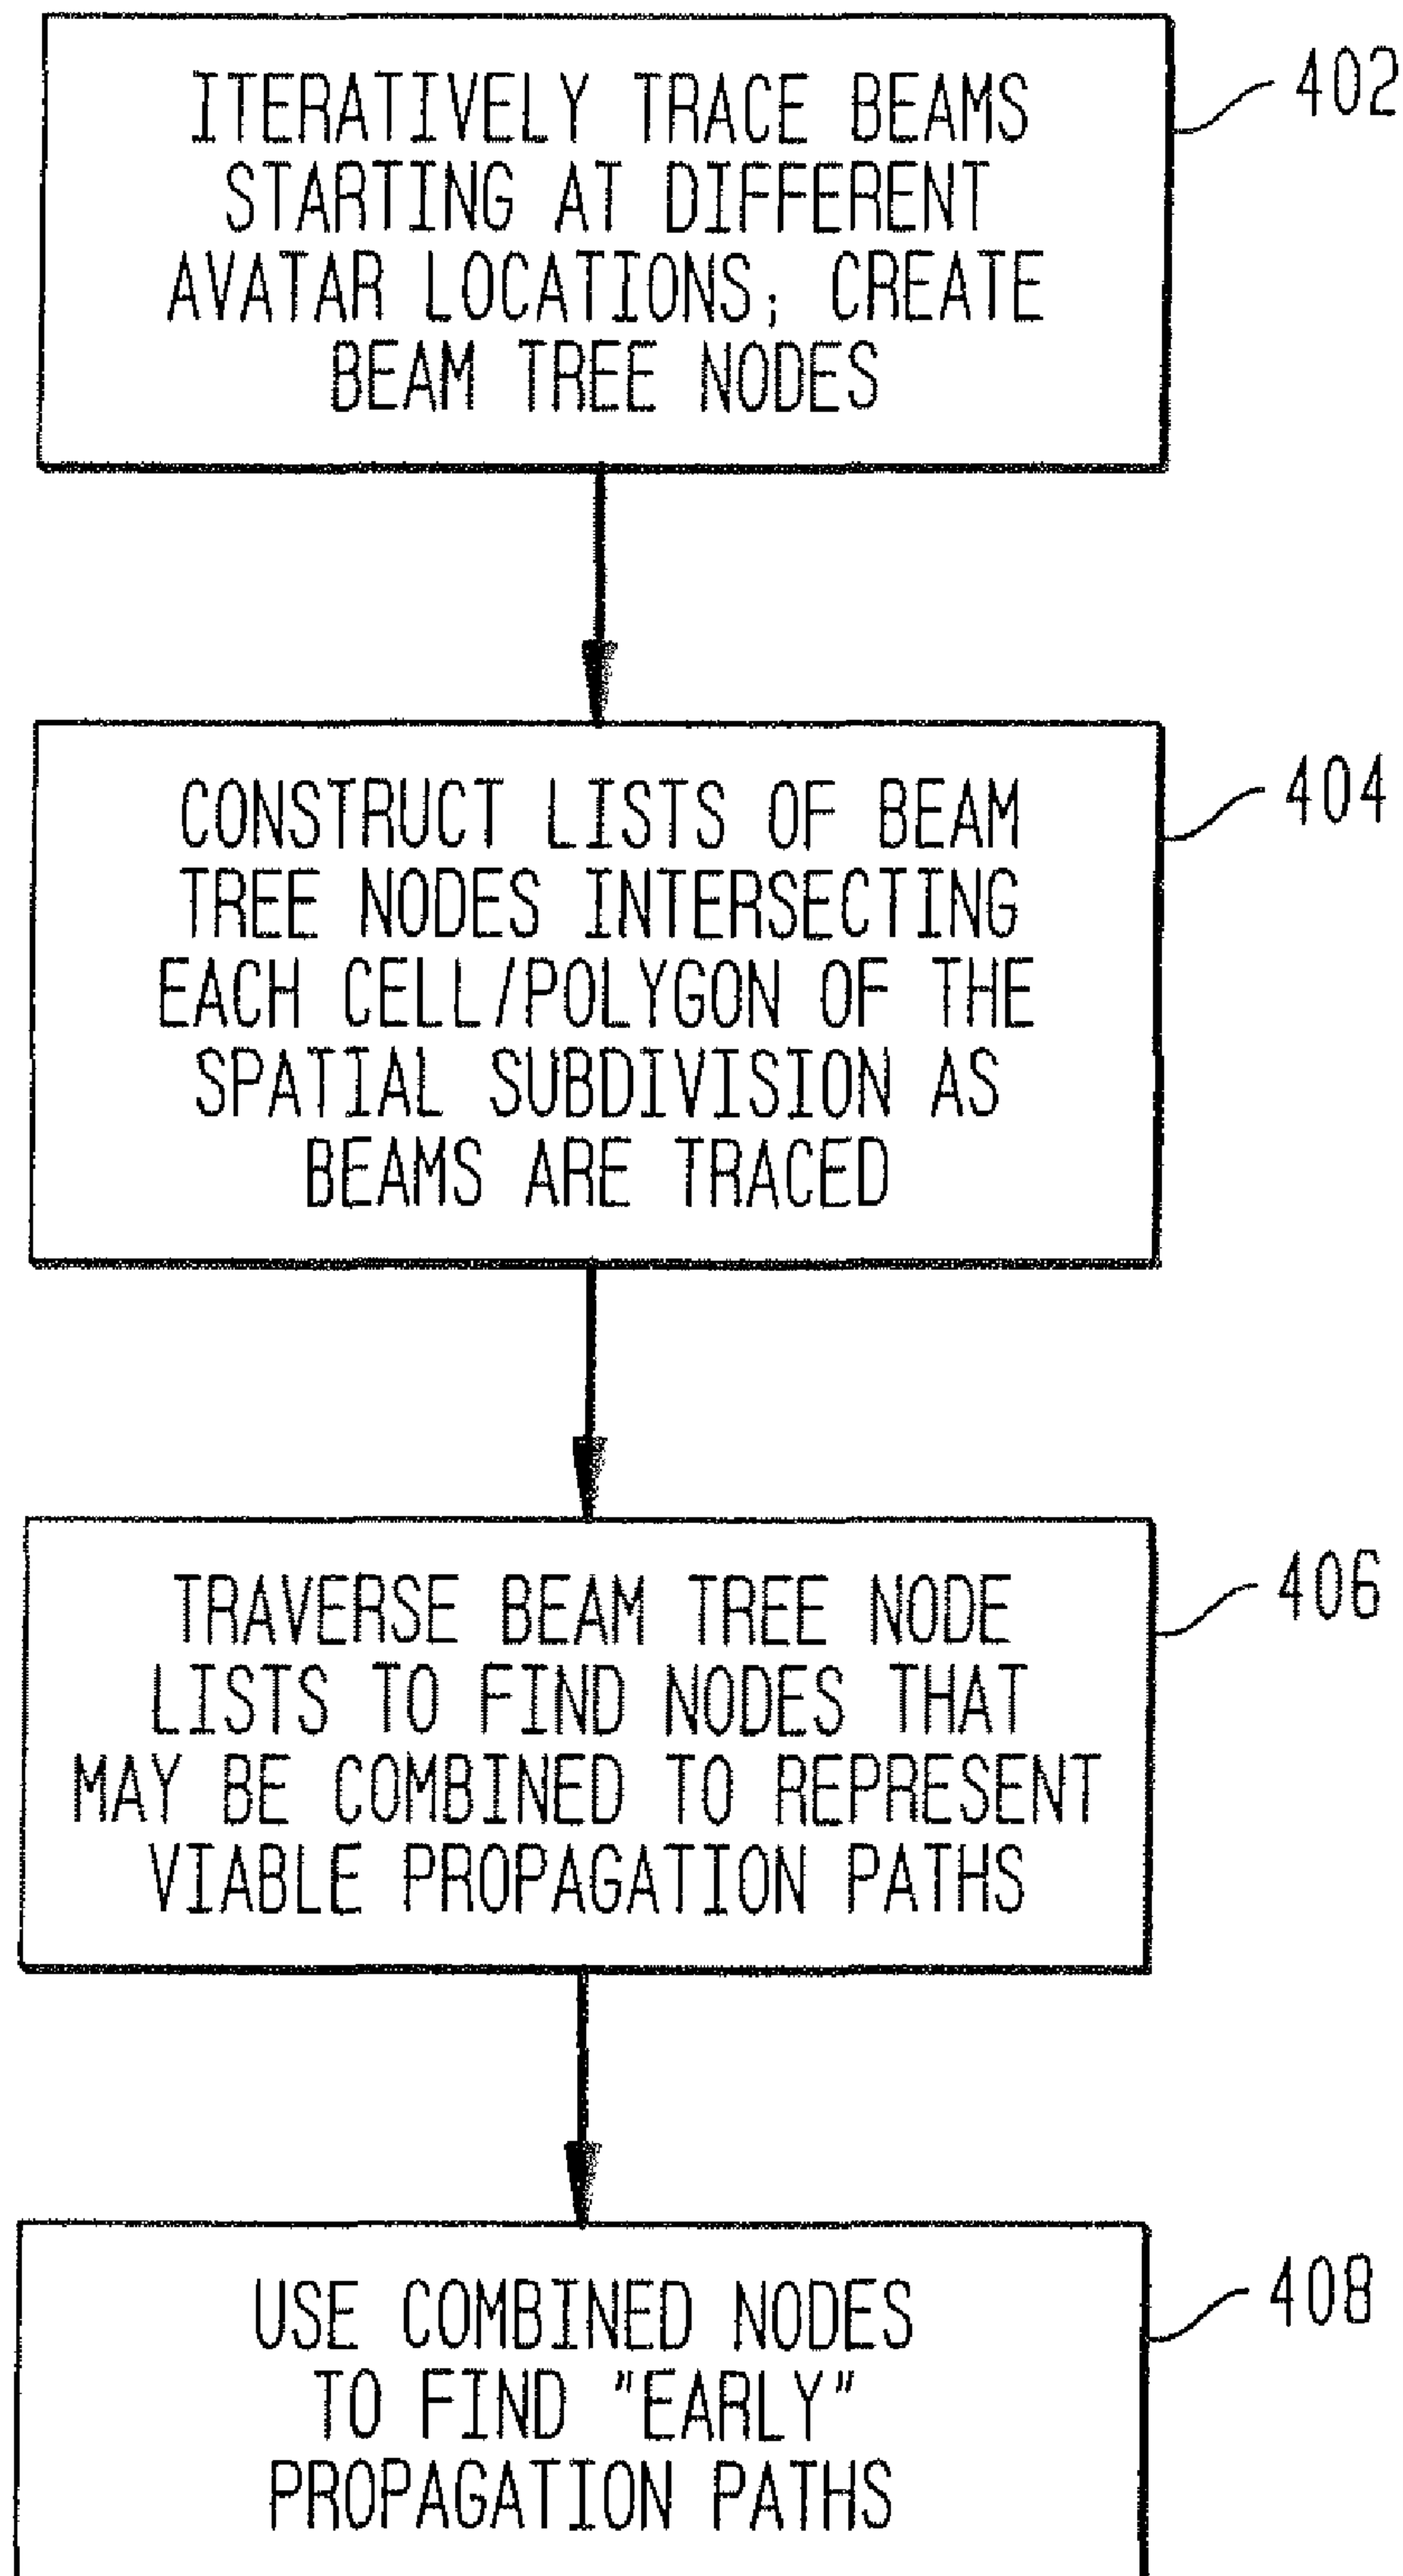 ITERATIVELY TRACE BEAMS
STARTING AT DIFFERENT
AVATAR LOCATIONS; CREATE
BEAM TREE NODES
402
CONSTRUCT LISTS OF BEAM
TREE NODES INTERSECTING
EACH CELL/POLYGON OF THE
SPATIAL SUBDIVISION AS
BEAMS ARE TRACED
404
TRAVERSE BEAM TREE NODE
LISTS TO FIND NODES THAT
MAY BE COMBINED TO REPRESENT
VIABLE PROPAGATION PATHS
406
USE COMBINED NODES
TO FIND "EARLY"
PROPAGATION PATHS
408